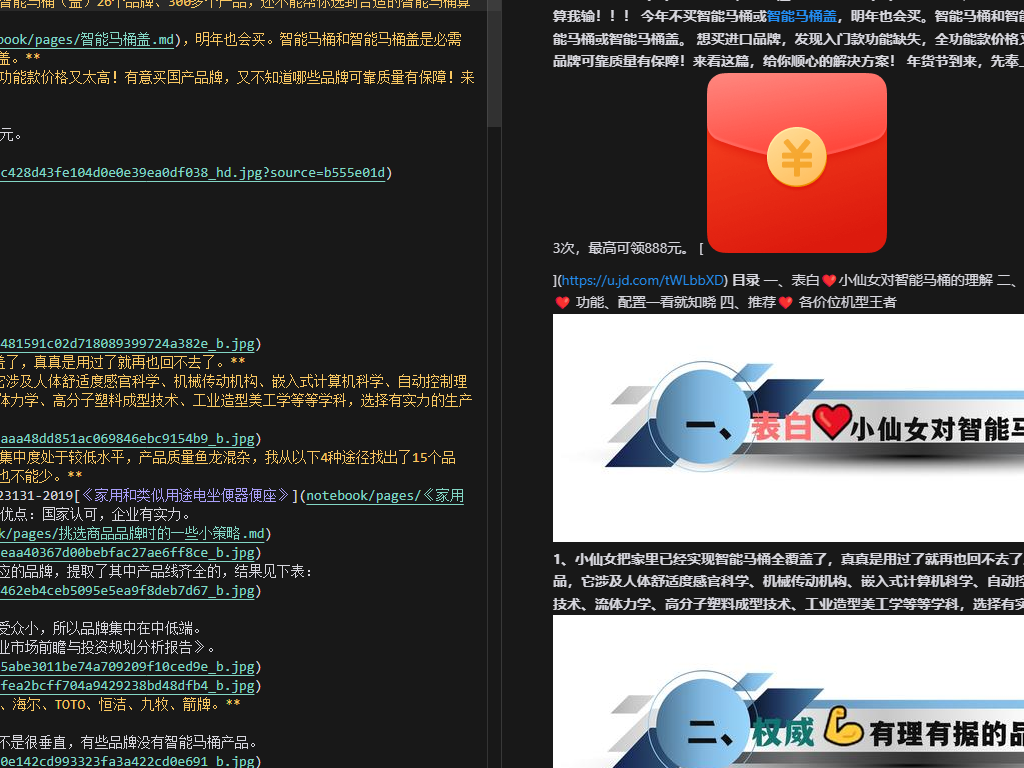 智能马桶（盖）26个品牌、300多个产品，还不能帮你选到合适的智能马桶算
book/pages/智能马桶盖.md)，明年也会买。智能马桶和智能马桶盖是必需
盖。**
功能款价格又太高！有意买国产品牌，又不知道哪些品牌可靠质量有保障！来
元。
c428d43fe104d0e0e39ea0df038_hd.jpg?source=b555e01d)
481591c02d718089399724a382e_b.jpg)
盖了，真真是用过了就再也回不去了。**
它涉及人体舒适度感官科学、机械传动机构、嵌入式计算机科学、自动控制理
体力学、高分子塑料成型技术、工业造型美工学等等学科，选择有实力的生产
aaa48dd851ac069846ebc9154b9_b.jpg)
集中度处于较低水平，产品质量鱼龙混杂，我从以下4种途径找出了15个品
也不能少。**
23131-2019[《家用和类似用途电坐便器便座》](notebook/pages/《家用
优点：国家认可，企业有实力。
k/pages/挑选商品品牌时的一些小策略.md)
eaa40367d00bebfac27ae6ff8ce_b.jpg)
应的品牌，提取了其中产品线齐全的，结果见下表：
462eb4ceb5095e5ea9f8deb7d67_b.jpg)
受众小，所以品牌集中在中低端。
业市场前瞻与投资规划分析报告》。
5abe3011be74a709209f10ced9e_b.jpg)
fea2bcff704a9429238bd48dfb4_b.jpg)
、海尔、TOTO、恒洁、九牧、箭牌。**
不是很垂直，有些品牌没有智能马桶产品。
0e142cd993323fa3a422cd0e691_b.jpg)
算我输！！！ 今年不买智能马桶或智能马桶盖，明年也会买。智能马桶和智能
能马桶或智能马桶盖。 想买进口品牌，发现入门款功能缺失，全功能款价格又
品牌可靠质量有保障！来看这篇，给你顺心的解决方案！ 年货节到来，先奉上
¥
3次，最高可领888元。 [
](https://u.jd.com/tWLbbXD) 目录 一、表白❤️小仙女对智能马桶的理解 二、
❤️ 功能、配置一看就知晓 四、推荐❤️ 各价位机型王者
一、表白❤️小仙女对智能马
1、小仙女把家里已经实现智能马桶全覆盖了，真真是用过了就再也回不去了
品，它涉及人体舒适度感官科学、机械传动机构、嵌入式计算机科学、自动控
技术、流体力学、高分子塑料成型技术、工业造型美工学等等学科，选择有实
二、权威💪有理有据的品